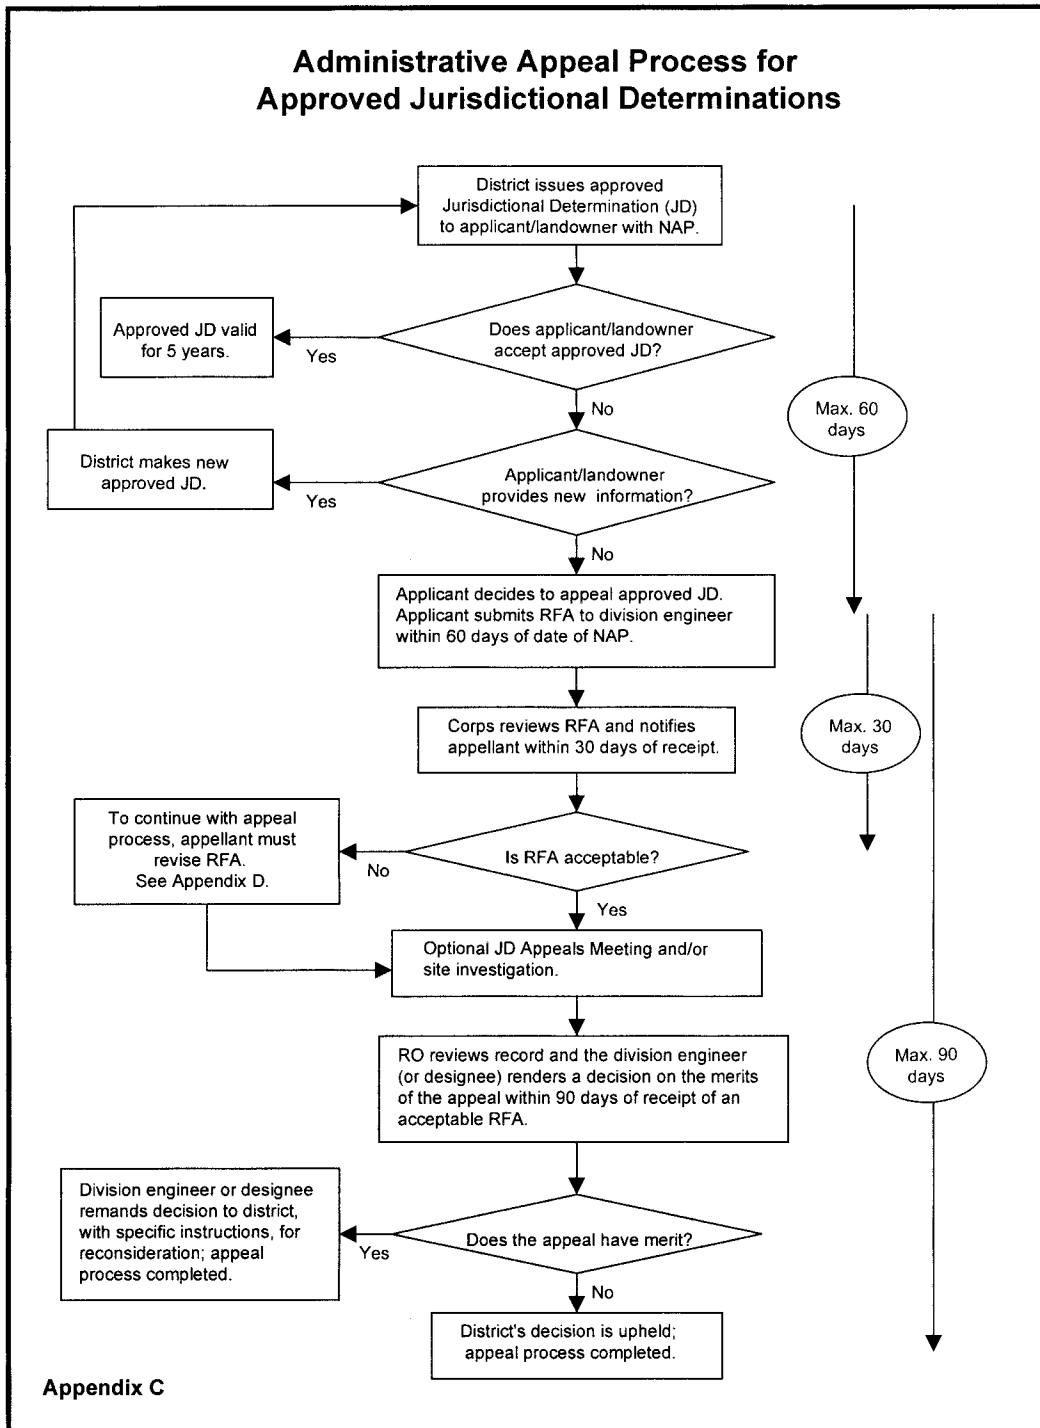 Administrative Appeal Process for
Approved Jurisdictional Determinations
District issues approved
Jurisdictional Determination (JD)
to applicant/landowner with NAP.
Does applicant/landowner
accept approved JD?
Yes
Approved JD valid
for 5 years.
No
Max. 60
days
Applicant/landowner
provides new information?
Yes
District makes new
approved JD.
No
Applicant decides to appeal approved JD.
Applicant submits RFA to division engineer
within 60 days of date of NAP.
Corps reviews RFA and notifies
appellant within 30 days of receipt.
Max. 30
days
Is RFA acceptable?
No
To continue with appeal
process, appellant must
revise RFA.
See Appendix D.
Yes
Optional JD Appeals Meeting and/or
site investigation.
RO reviews record and the division engineer
(or designee) renders a decision on the merits
of the appeal within 90 days of receipt of an
acceptable RFA.
Max. 90
days
Does the appeal have merit?
Yes
Division engineer or designee
remands decision to district,
with specific instructions, for
reconsideration; appeal
process completed.
No
District's decision is upheld;
appeal process completed.
Appendix C